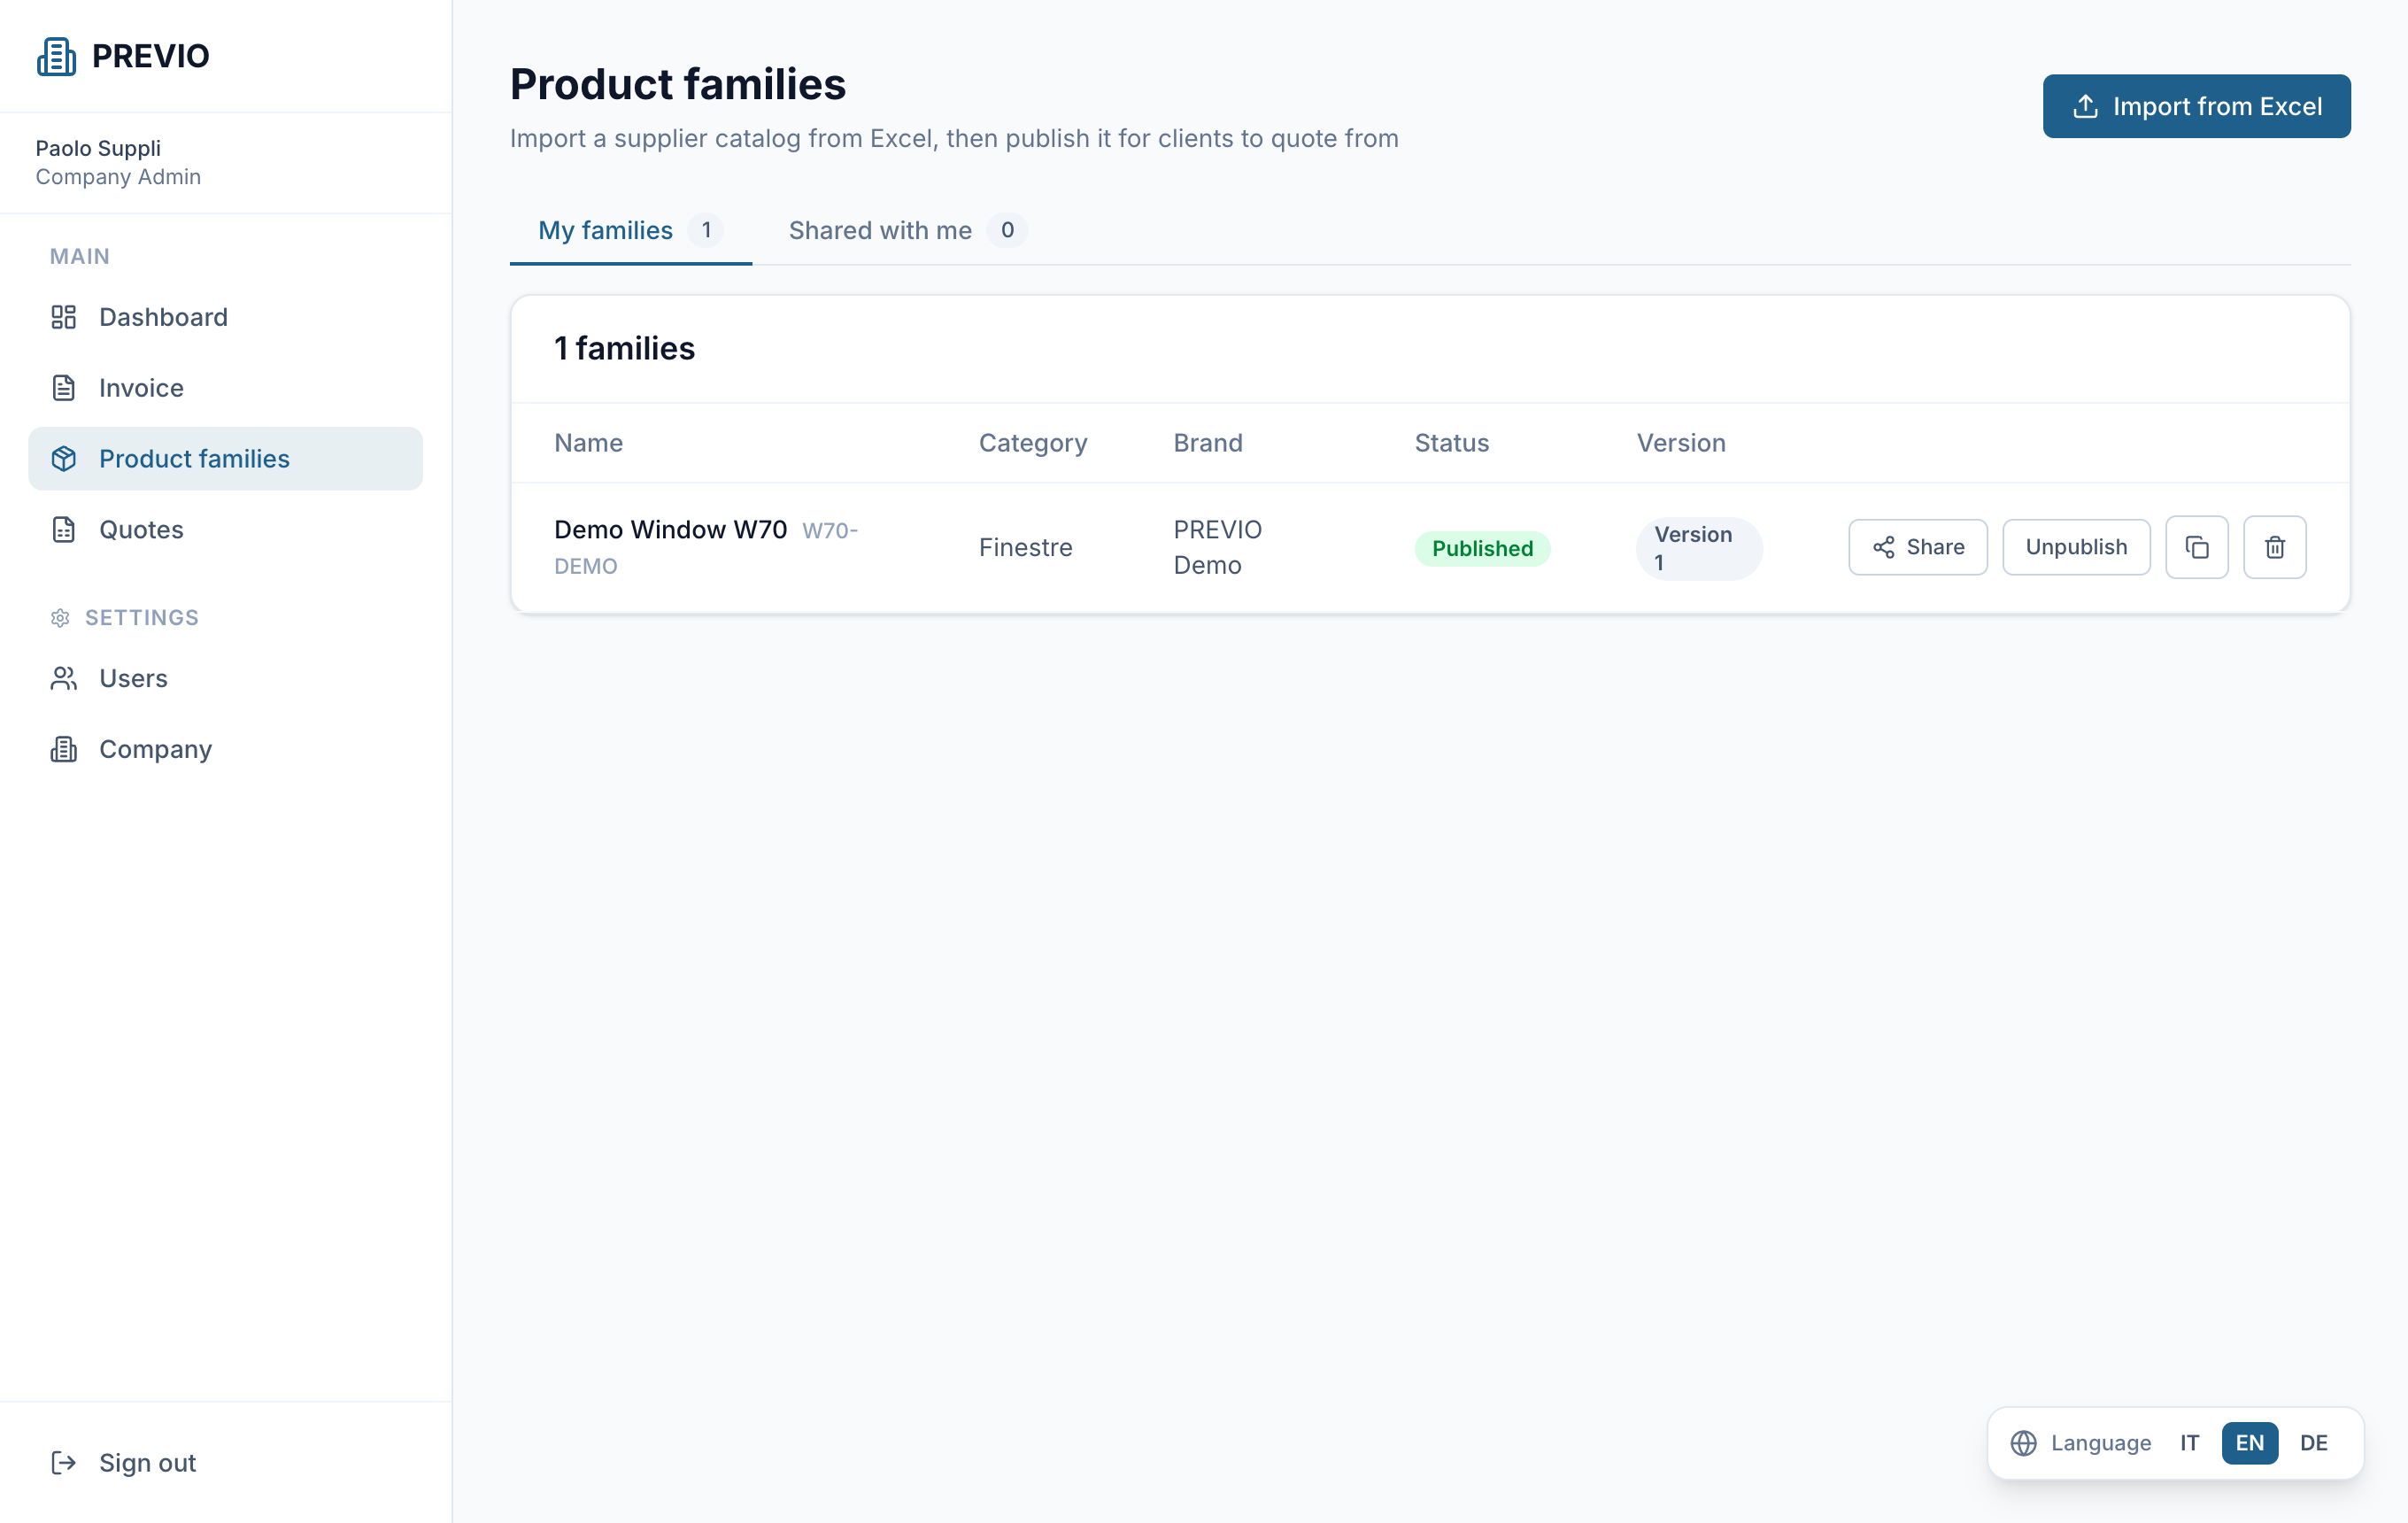 PREVIO
Paolo Suppli
Company Admin
MAIN
Dashboard
Invoice
Product families
Quotes
SETTINGS
Users
Company
Sign out
Product families
Import a supplier catalog from Excel, then publish it for clients to quote from
Import from Excel
My families 1 Shared with me 0
1 families
Name Category Brand Status Version
Demo Window W70 W70-
DEMO
Finestre
PREVIO
Demo
Published
Version
1
Share Unpublish
Language IT EN DE